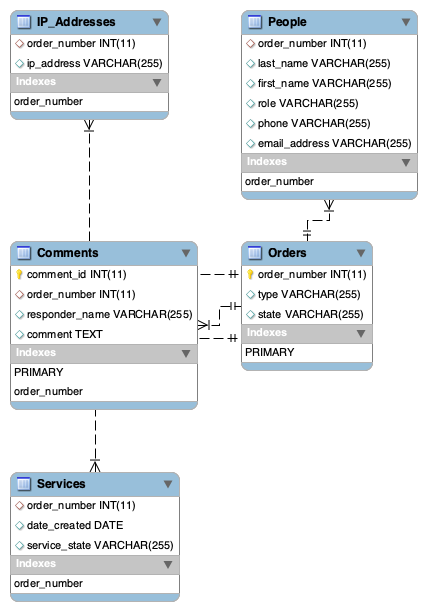 IP_Addresses
order_number INT(11)
ip_address VARCHAR(255)
Indexes
order_number
People
order_number INT(11)
last_name VARCHAR(255)
first_name VARCHAR(255)
role VARCHAR(255)
phone VARCHAR(255)
email_address VARCHAR(255)
Indexes
order_number
Comments
comment_id INT(11)
order_number INT(11)
responder_name VARCHAR(255)
comment TEXT
Indexes
PRIMARY
order_number
Orders
order_number INT(11)
type VARCHAR(255)
state VARCHAR(255)
Indexes
PRIMARY
Services
order_number INT(11)
date_created DATE
service_state VARCHAR(255)
Indexes
order_number